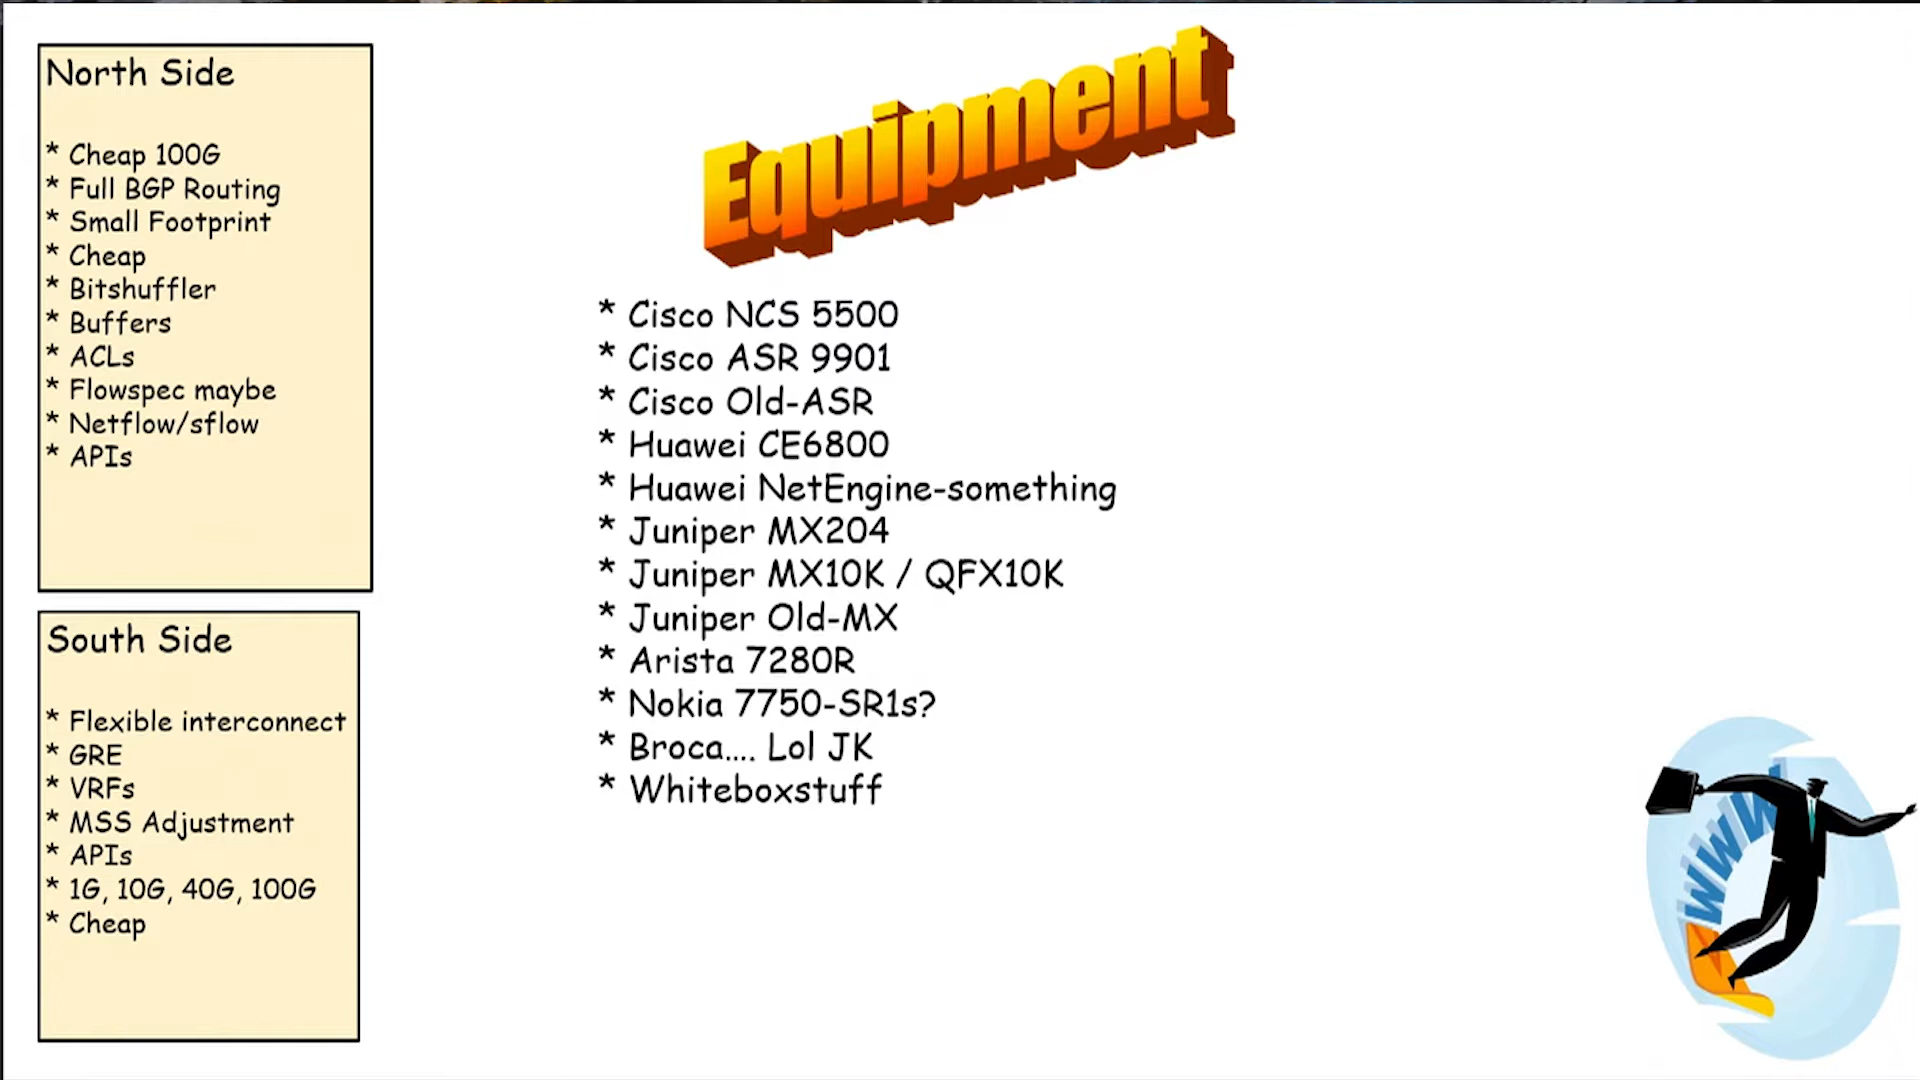 North Side
* Cheap 100G
* Full BGP Routing
* Small Footprint
* Cheap
* Bitshuffler
* Buffers
* ACLs
* Flowspec maybe
* Netflow/sflow
* APIs
South Side
* Flexible interconnect
* GRE
* VRFs
* MSS Adjustment
* APIs
* 1G, 10G, 40G, 100G
* Cheap
Equipment
* Cisco NCS 5500
* Cisco ASR 9901
* Cisco Old-ASR
* Huawei CE6800
* Huawei NetEngine-something
* Juniper MX204
* Juniper MX10K / QFX10K
* Juniper Old-MX
* Arista 7280R
* Nokia 7750-SR1s?
* Broca.... Lol JK
* Whiteboxstuff
WWW